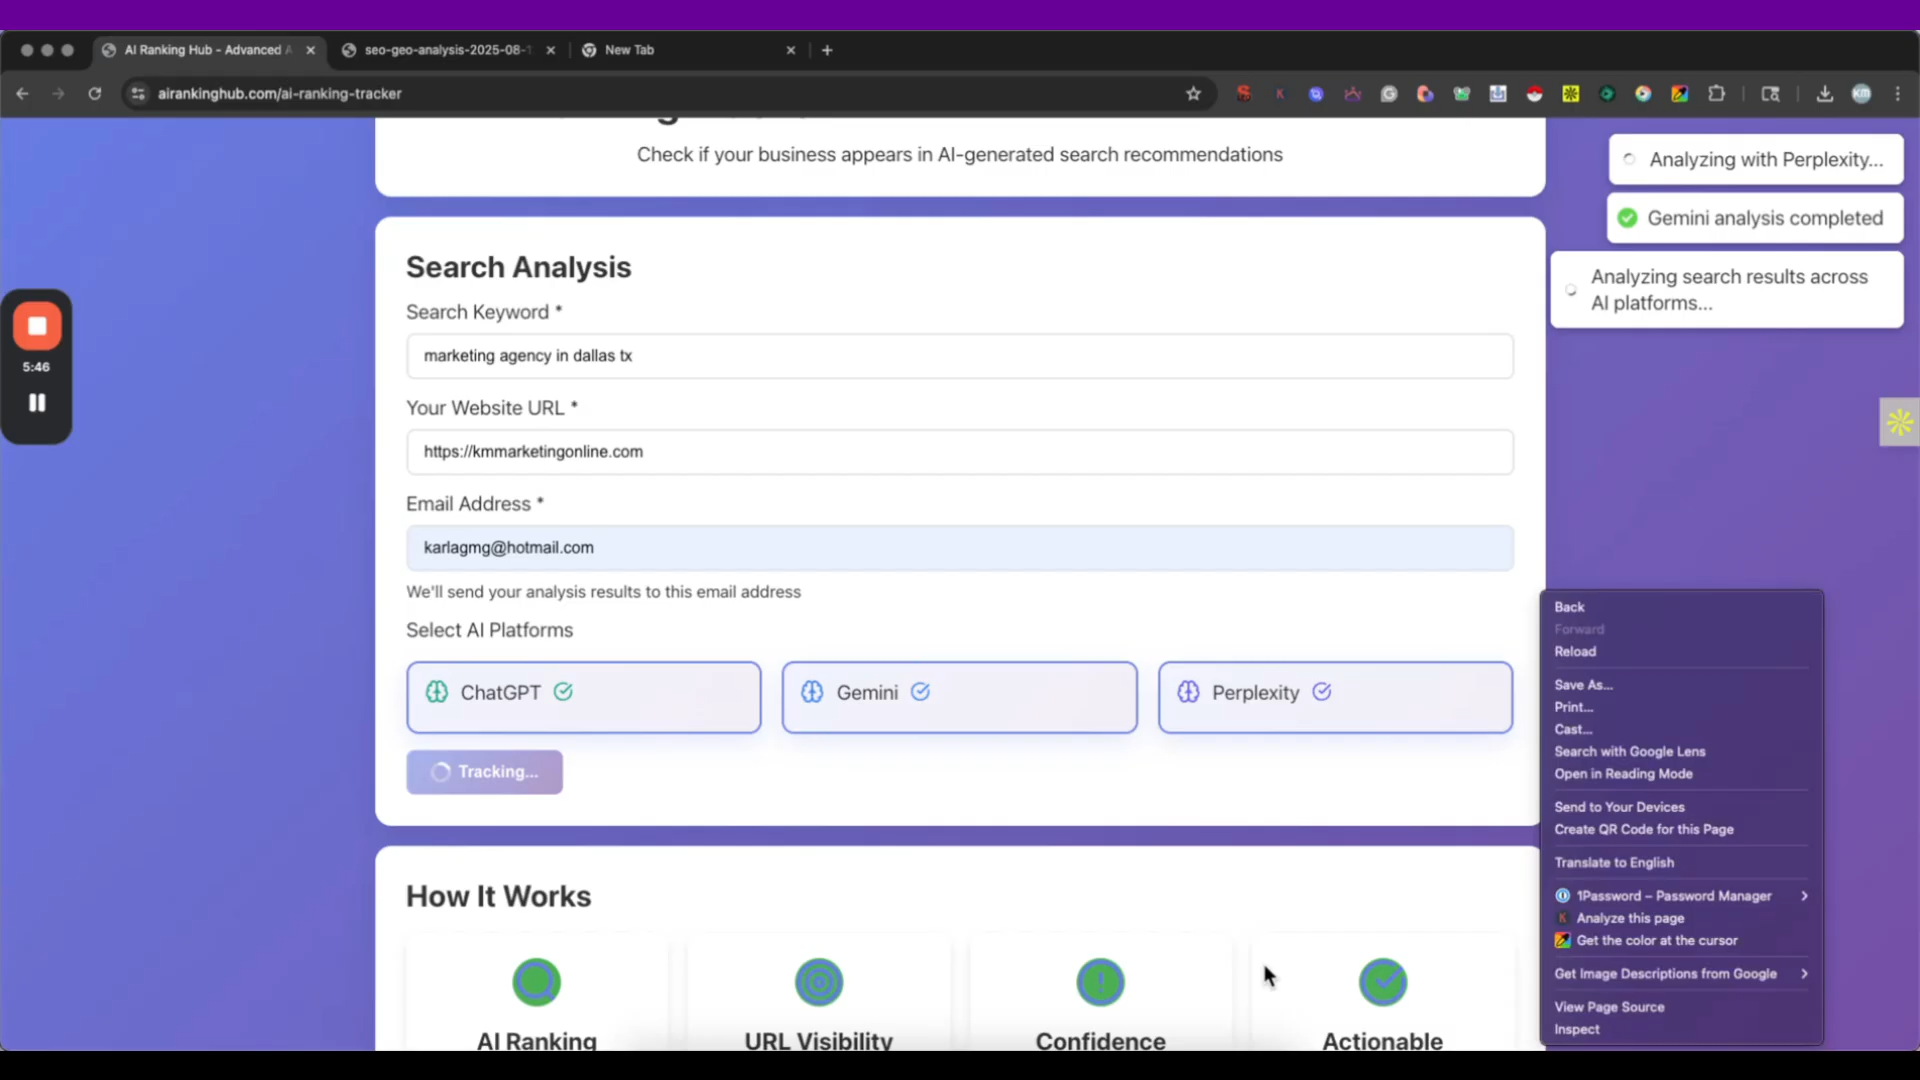 AI Ranking Hub - Advanced A
seo-geo-analysis-2025-08-1
New Tab
airankinghub.com/ai-ranking-tracker
Check if your business appears in AI-generated search recommendations
Analyzing with Perplexity...
Gemini analysis completed
Analyzing search results across
AI platforms...
5:46
Search Analysis
Search Keyword *
marketing agency in dallas tx
Your Website URL *
https://kmmarketingonline.com
Email Address *
karlagmg@hotmail.com
We'll send your analysis results to this email address
Select AI Platforms
ChatGPT
Gemini
Perplexity
Tracking...
How It Works
AI Ranking
URL Visibility
Confidence
Actionable
Back
Forward
Reload
Save As...
Print...
Cast...
Search with Google Lens
Open in Reading Mode
Send to Your Devices
Create QR Code for this Page
Translate to English
1Password – Password Manager
Analyze this page
Get the color at the cursor
Get Image Descriptions from Google
View Page Source
Inspect